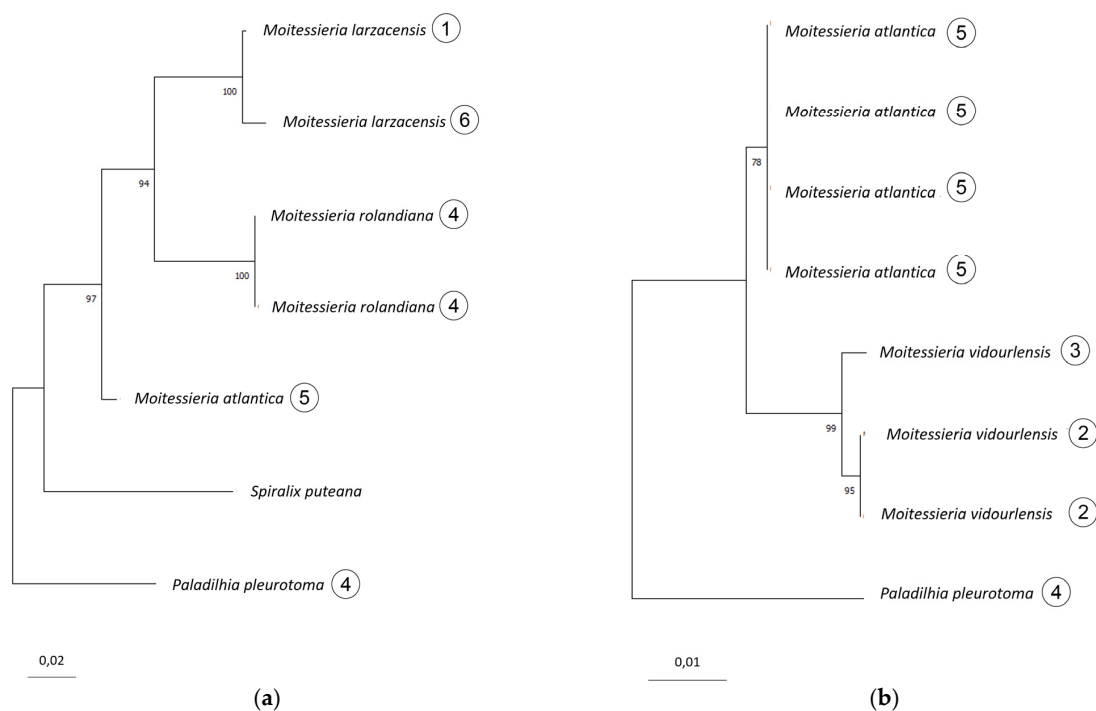 Moitessieria larzacensis 1
100
Moitessieria larzacensis 6
94
Moitessieria rolandiana 4
100
Moitessieria rolandiana 4
97
Moitessieria atlantica 5
Spiralix puteana
Paladilhia pleurotoma 4
0,02
(a)
Moitessieria atlantica 5
Moitessieria atlantica 5
78
Moitessieria atlantica 5
Moitessieria atlantica 5
Moitessieria vidourlensis 3
99
Moitessieria vidourlensis 2
95
Moitessieria vidourlensis 2
Paladilhia pleurotoma 4
0,01
(b)